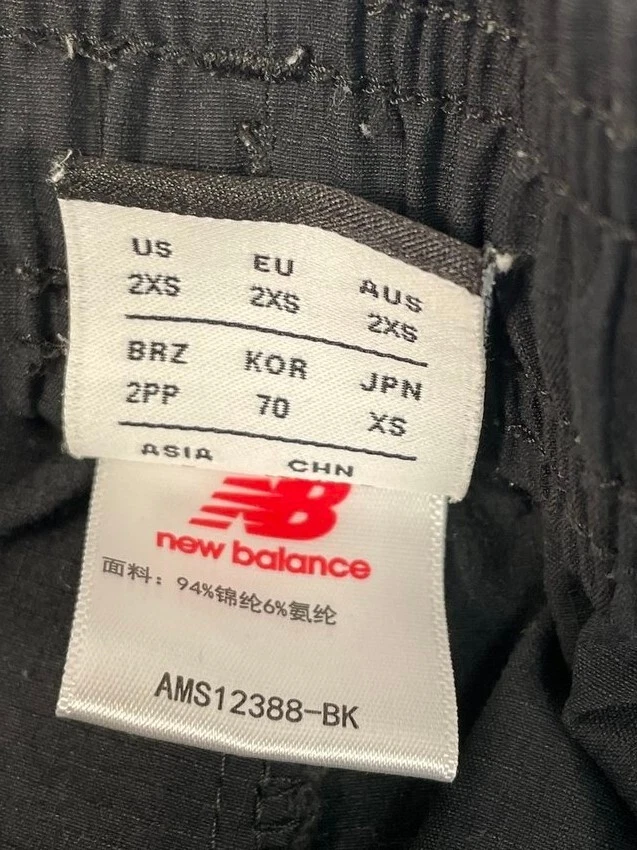 US EU AUS
2XS 2XS 2XS
BRZ KOR JPN
2PP 70 XS
ASIA CHN
NB
new balance
面料：94%锦纶6%氨纶
AMS12388-BK